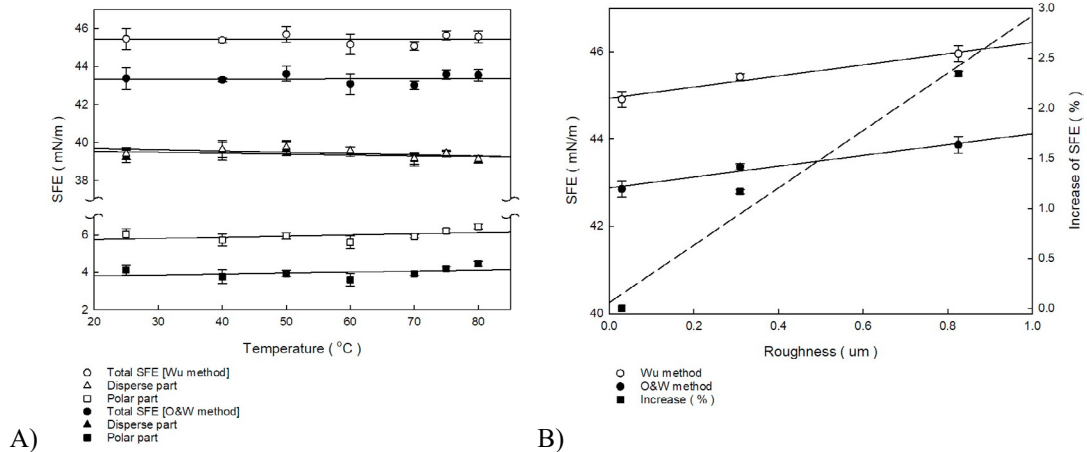 A)
46
44
42
40
38
6
4
2
SFE ( mN/m )
20 30 40 50 60 70 80
Temperature ( °C )
Total SFE [Wu method]
Disperse part
Polar part
Total SFE [O&W method]
Disperse part
Polar part
B)
46
44
42
40
SFE ( mN/m )
0.0 0.2 0.4 0.6 0.8 1.0
Roughness ( um )
3.0
2.5
2.0
1.5
1.0
0.5
0.0
Increase of SFE ( % )
Wu method
O&W method
Increase ( % )